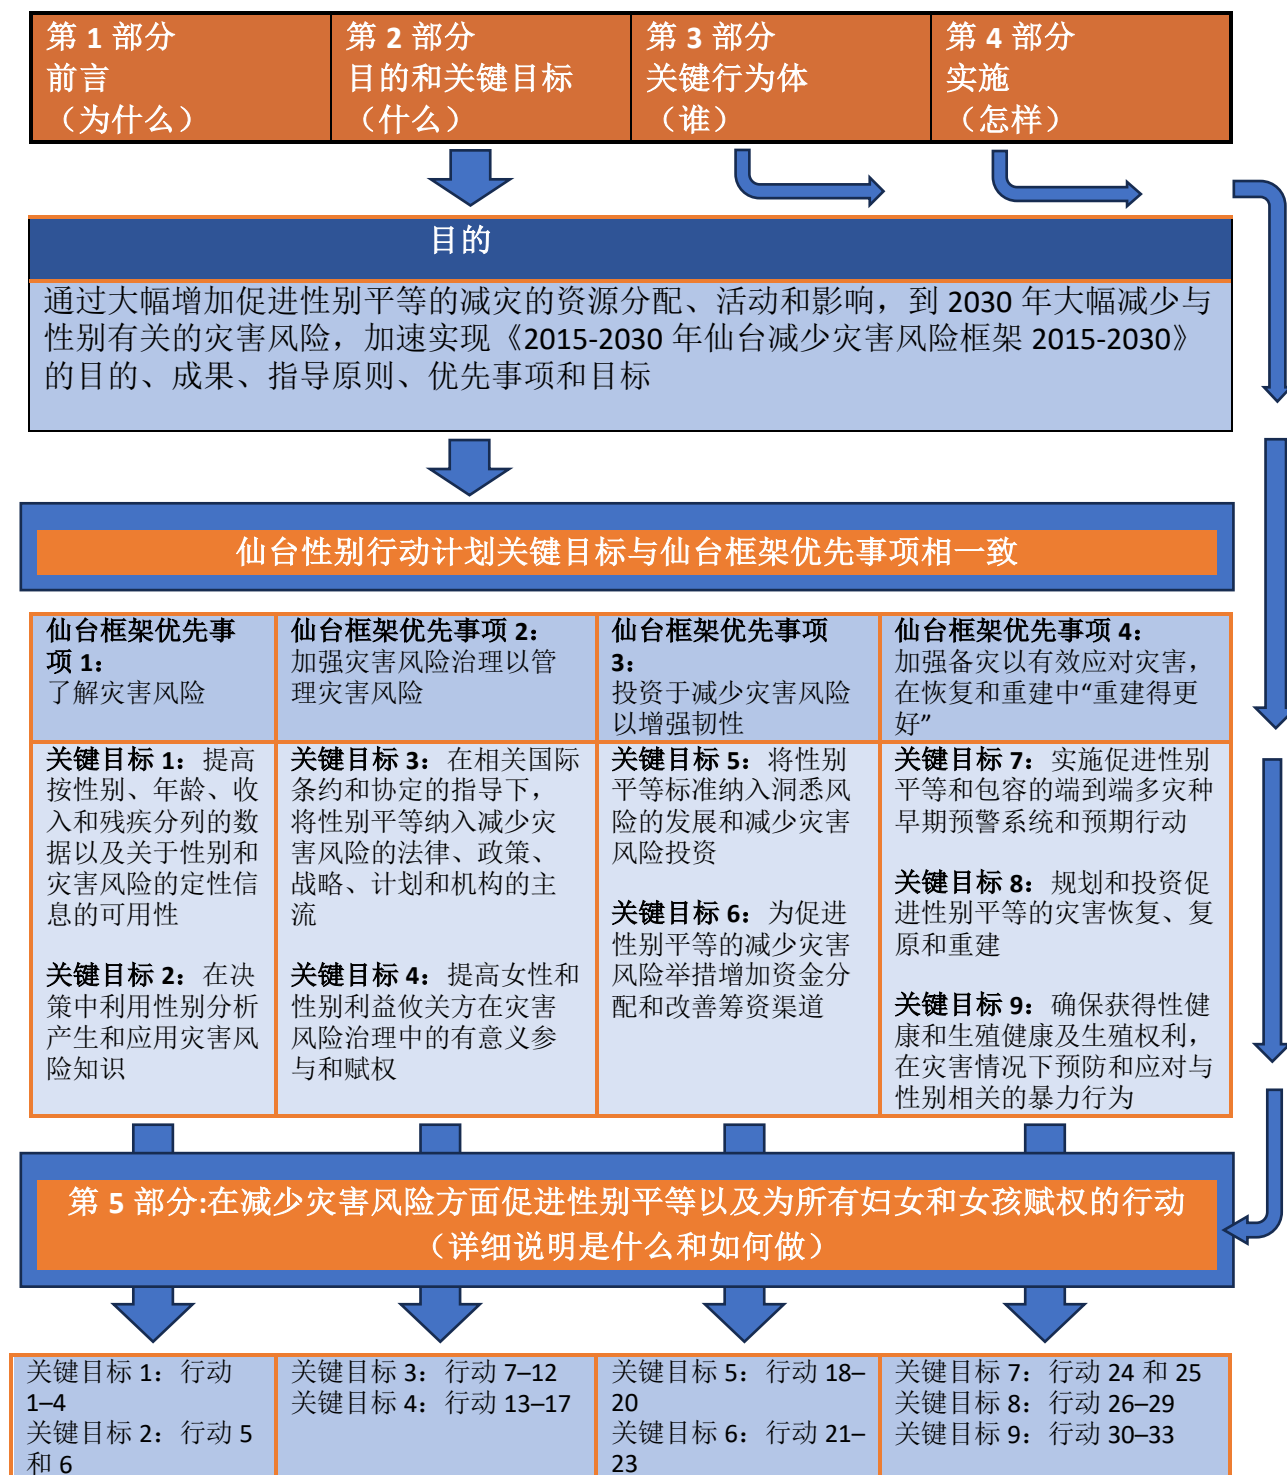 第 1 部分
前言
（为什么）
第 2 部分
目的和关键目标
（什么）
第 3 部分
关键行为体
（谁）
第 4 部分
实施
（怎样）
目的
通过大幅增加促进性别平等的减灾的资源分配、活动和影响，到 2030 年大幅减少与
性别有关的灾害风险，加速实现《2015-2030 年仙台减少灾害风险框架 2015-2030》
的目的、成果、指导原则、优先事项和目标
仙台性别行动计划关键目标与仙台框架优先事项相一致
仙台框架优先事
项 1：
了解灾害风险
仙台框架优先事项 2：
加强灾害风险治理以管
理灾害风险
仙台框架优先事项
3：
投资于减少灾害风险
以增强韧性
仙台框架优先事项 4：
加强备灾以有效应对灾害，
在恢复和重建中“重建得更
好”
关键目标 1：提高
按性别、年龄、收
入和残疾分列的数
据以及关于性别和
灾害风险的定性信
息的可用性
关键目标 2：在决
策中利用性别分析
产生和应用灾害风
险知识
关键目标 3：在相关国际
条约和协定的指导下，
将性别平等纳入减少灾
害风险的法律、政策、
战略、计划和机构的主
流
关键目标 4：提高女性和
性别利益攸关方在灾害
风险治理中的有意义参
与和赋权
关键目标 5：将性别
平等标准纳入洞悉风
险的发展和减少灾害
风险投资
关键目标 6：为促进
性别平等的减少灾害
风险举措增加资金分
配和改善筹资渠道
关键目标 7：实施促进性别
平等和包容的端到端多灾种
早期预警系统和预期行动
关键目标 8：规划和投资促
进性别平等的灾害恢复、复
原和重建
关键目标 9：确保获得性健
康和生殖健康及生殖权利，
在灾害情况下预防和应对与
性别相关的暴力行为
第 5 部分:在减少灾害风险方面促进性别平等以及为所有妇女和女孩赋权的行动
（详细说明是什么和如何做）
关键目标 1：行动
1–4
关键目标 2：行动 5
和 6
关键目标 3：行动 7–12
关键目标 4：行动 13–17
关键目标 5：行动 18–
20
关键目标 6：行动 21–
23
关键目标 7：行动 24 和 25
关键目标 8：行动 26–29
关键目标 9：行动 30–33